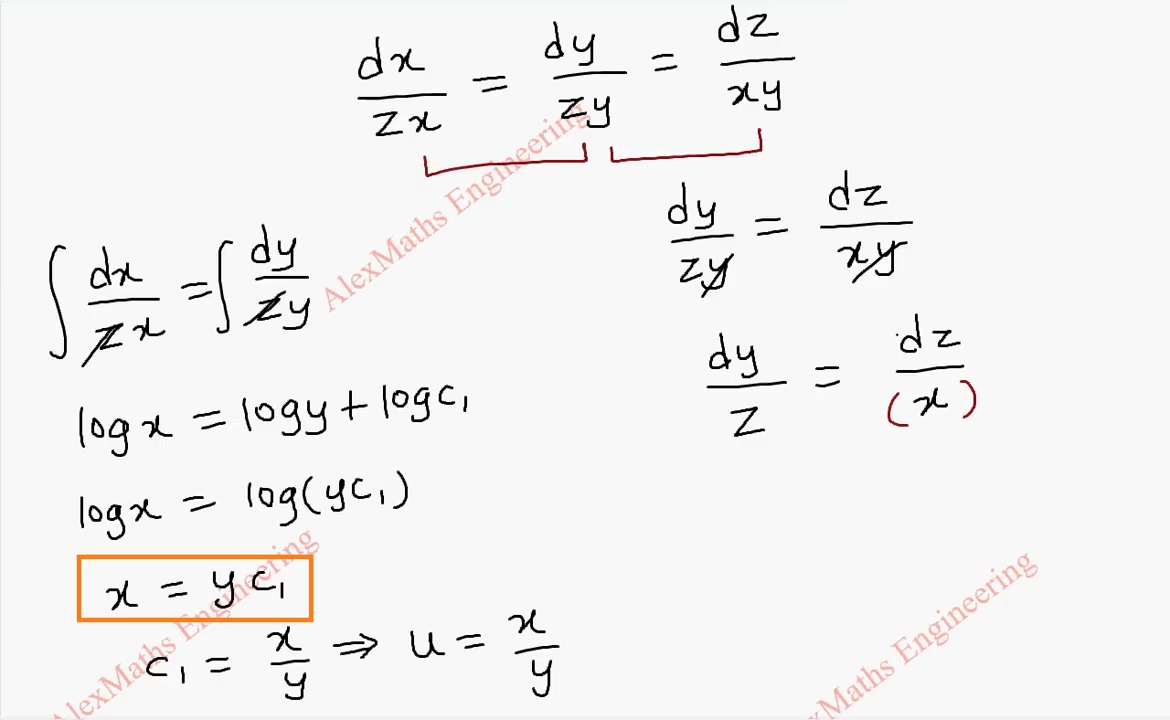 dx/zx = dy/zy = dz/xy
∫ dx/zx = ∫ dy/zy
log x = log y + log c₁
log x = log(yc₁)
x = yc₁
c₁ = x/y ⇒ u = x/y
dy/zy = dz/xy
dy/z = dz/(x)
AlexMaths Engineering
AlexMaths Engineering
AlexMaths Engineering